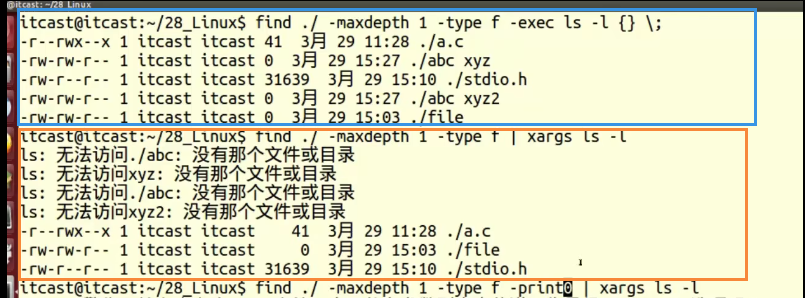 @itcast: ~/28_Linux
itcast@itcast:~/28_Linux$ find ./ -maxdepth 1 -type f -exec ls -l {} \;
-r--rwx--x 1 itcast itcast 41  3月 29 11:28 ./a.c
-rw-rw-r-- 1 itcast itcast 0  3月 29 15:27 ./abc xyz
-rw-rw-r-- 1 itcast itcast 31639  3月 29 15:10 ./stdio.h
-rw-rw-r-- 1 itcast itcast 0  3月 29 15:27 ./abc xyz2
-rw-rw-r-- 1 itcast itcast 0  3月 29 15:03 ./file
itcast@itcast:~/28_Linux$ find ./ -maxdepth 1 -type f | xargs ls -l
ls: 无法访问./abc: 没有那个文件或目录
ls: 无法访问xyz: 没有那个文件或目录
ls: 无法访问./abc: 没有那个文件或目录
ls: 无法访问xyz2: 没有那个文件或目录
-r--rwx--x 1 itcast itcast    41  3月 29 11:28 ./a.c
-rw-rw-r-- 1 itcast itcast     0  3月 29 15:03 ./file
-rw-r--r-- 1 itcast itcast 31639  3月 29 15:10 ./stdio.h
itcast@itcast:~/28_Linux$ find ./ -maxdepth 1 -type f -print0 | xargs ls -l